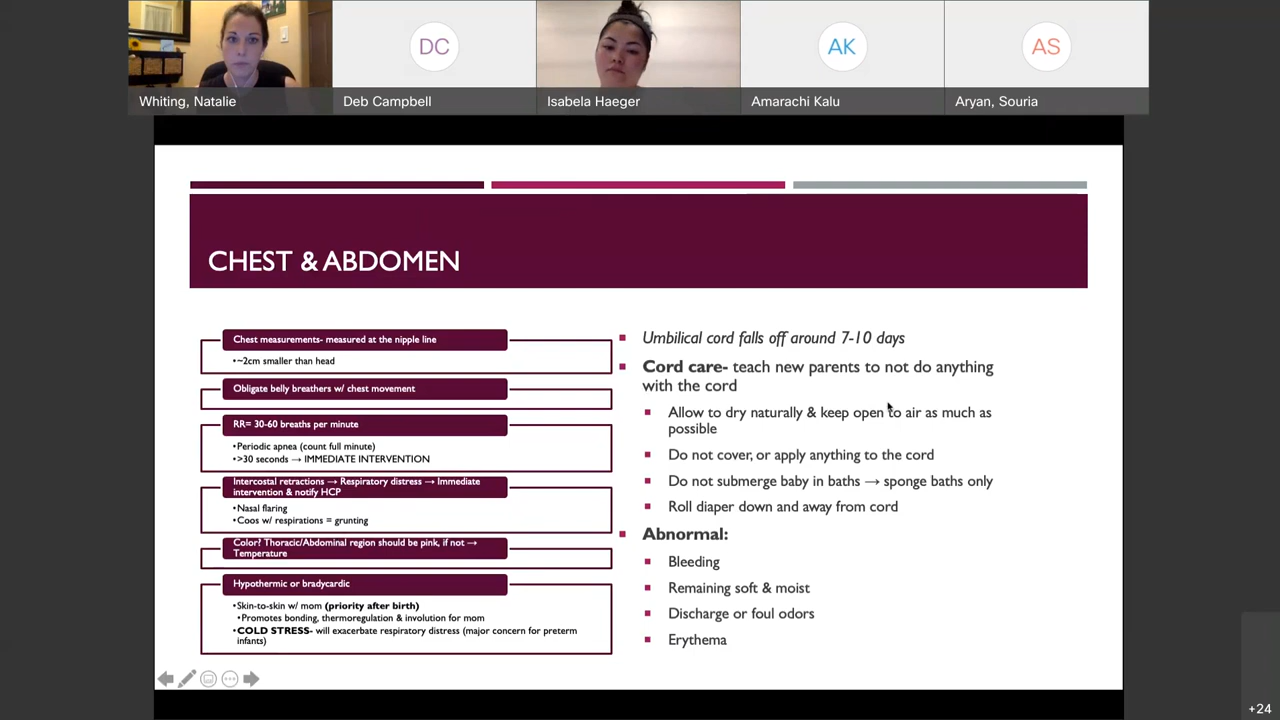 DC
AK
AS
Whiting, Natalie
Deb Campbell
Isabela Haeger
Amarachi Kalu
Aryan, Souria
CHEST & ABDOMEN
Chest measurements- measured at the nipple line
•~2cm smaller than head
Obligate belly breathers w/ chest movement
RR= 30-60 breaths per minute
•Periodic apnea (count full minute)
•>30 seconds → IMMEDIATE INTERVENTION
Intercostal retractions → Respiratory distress → Immediate
intervention & notify HCP
•Nasal flaring
•Coos w/ respirations = grunting
Color? Thoracic/Abdominal region should be pink, if not →
Temperature
Hypothermic or bradycardic
•Skin-to-skin w/ mom (priority after birth)
•Promotes bonding, thermoregulation & involution for mom
•COLD STRESS- will exacerbate respiratory distress (major concern for preterm
infants)
Umbilical cord falls off around 7-10 days
Cord care- teach new parents to not do anything
with the cord
Allow to dry naturally & keep open to air as much as
possible
Do not cover, or apply anything to the cord
Do not submerge baby in baths → sponge baths only
Roll diaper down and away from cord
Abnormal:
Bleeding
Remaining soft & moist
Discharge or foul odors
Erythema
+24